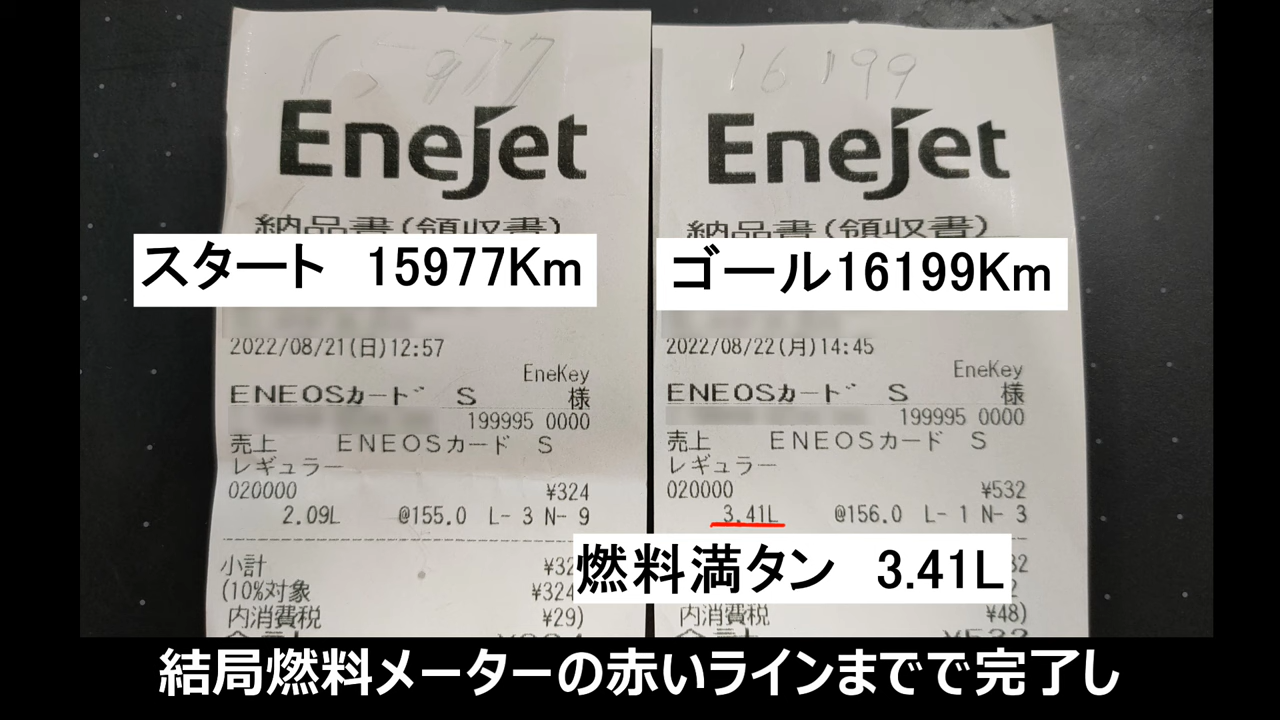 15977
Enejet
納品書(領収書)
スタート 15977Km
2022/08/21(日)12:57
EneKey
ENEOSカード S 様
199995 0000
売上 ENEOSカード S
レギュラー
020000 ¥324
2.09L @155.0 L- 3 N- 9
小計
(10%対象 ¥324
内消費税 ¥29)
16199
Enejet
納品書(領収書)
ゴール16199Km
2022/08/22(月)14:45
EneKey
ENEOSカード S 様
199995 0000
売上 ENEOSカード S
レギュラー
020000 ¥532
3.41L @156.0 L- 1 N- 3
燃料満タン 3.41L
内消費税 ¥48)
結局燃料メーターの赤いラインまでで完了し